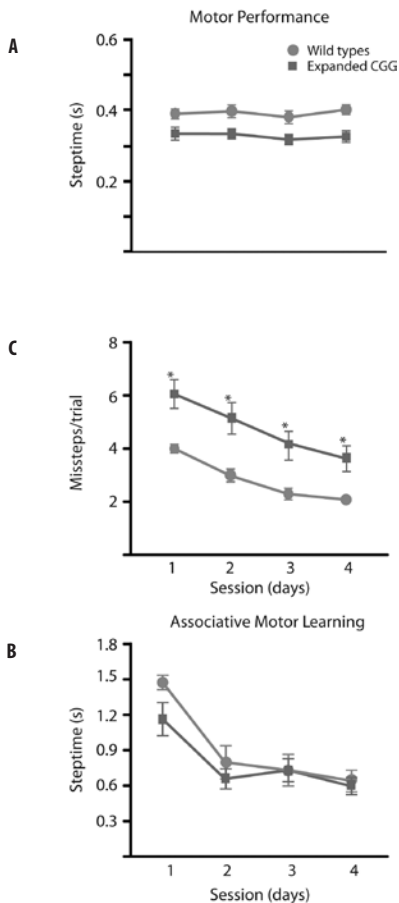 Motor Performance
A
Wild types
Expanded CGG
0.6
0.4
0.2
Steptime (s)
C
8
6
4
2
Missteps/trial
*
*
*
*
1 2 3 4
Session (days)
Associative Motor Learning
B
1.8
1.5
1.2
0.9
0.6
0.3
Steptime (s)
1 2 3 4
Session (days)